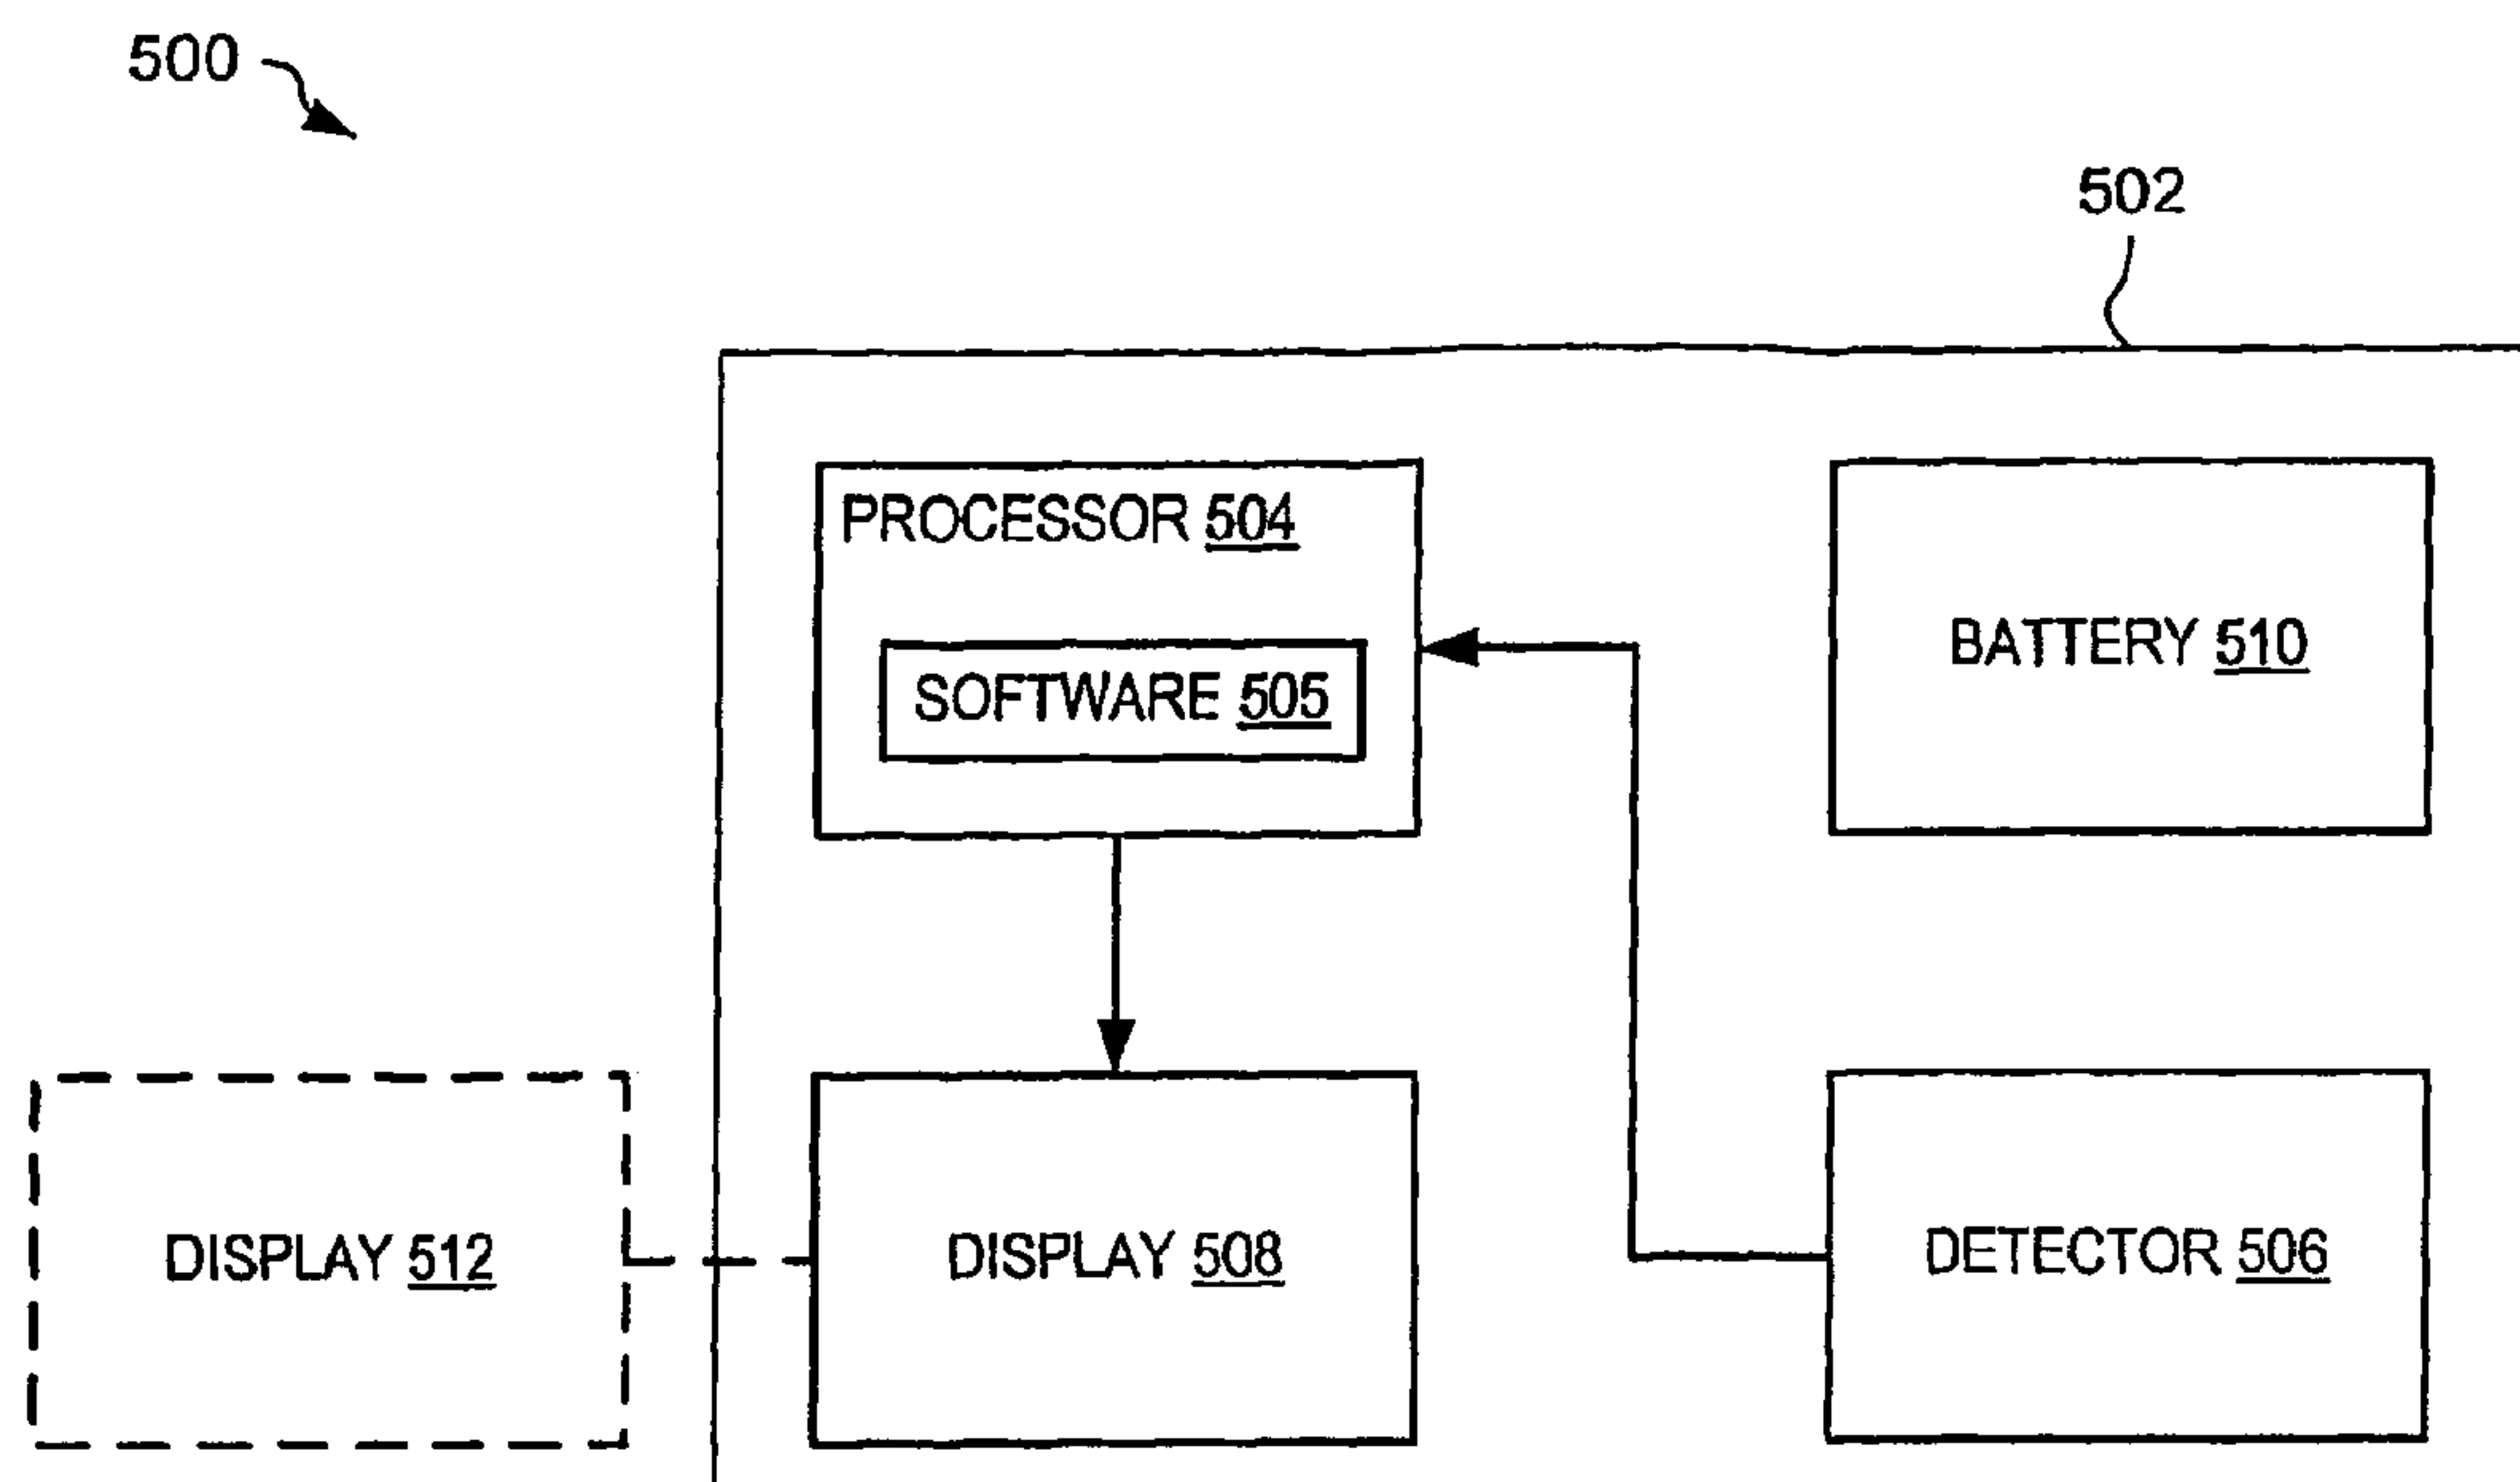 500
502
PROCESSOR 504
SOFTWARE 505
BATTERY 510
DISPLAY 512
DISPLAY 508
DETECTOR 506